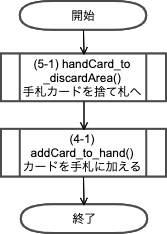 開始
(5-1) handCard_to
_discardArea()
手札カードを捨て札へ
(4-1)
addCard_to_hand()
カードを手札に加える
終了